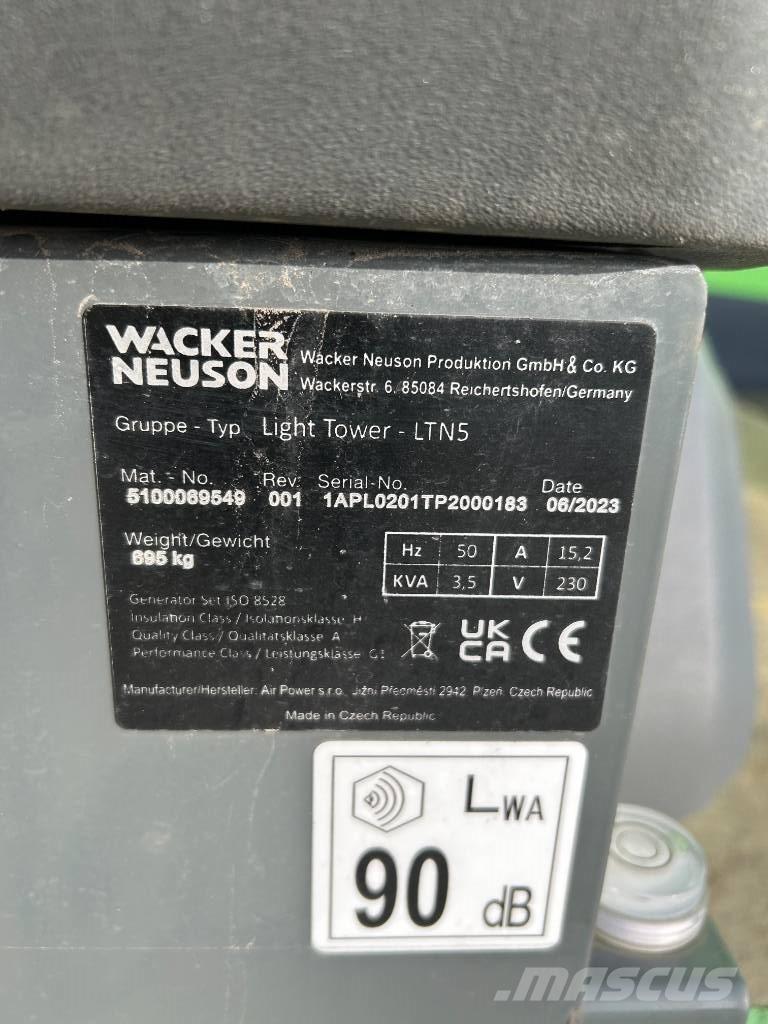 WACKER
NEUSON
Wacker Neuson Produktion GmbH & Co. KG
Wackerstr. 6, 85084 Reichertshofen/Germany
Gruppe - Typ Light Tower - LTN5
Mat. - No. Rev. Serial-No. Date
5100069549 001 1APL0201TP2000183 06/2023
Weight/Gewicht
695 kg
Hz 50 A 15,2
KVA 3,5 V 230
Generator Set ISO 8528
Insulation Class / Isolationsklasse H
Quality Class / Qualitätsklasse A
Performance Class / Leistungsklasse G1
UK
CA CE
Manufacturer/Hersteller: Air Power s.r.o. Jižní Předměstí 2942 Plzeň Czech Republic
Made in Czech Republic
LWA
90 dB
MASCUS